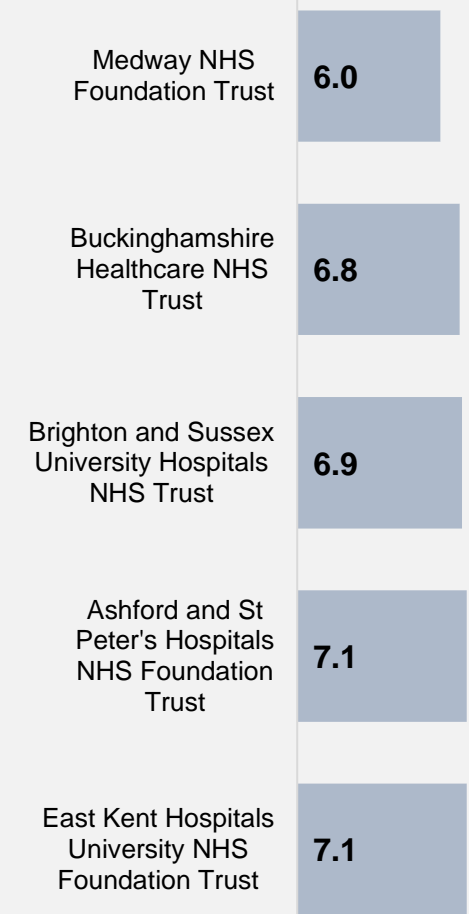 Medway NHS
Foundation Trust
6.0
Buckinghamshire
Healthcare NHS
Trust
6.8
Brighton and Sussex
University Hospitals
NHS Trust
6.9
Ashford and St
Peter's Hospitals
NHS Foundation
Trust
7.1
East Kent Hospitals
University NHS
Foundation Trust
7.1